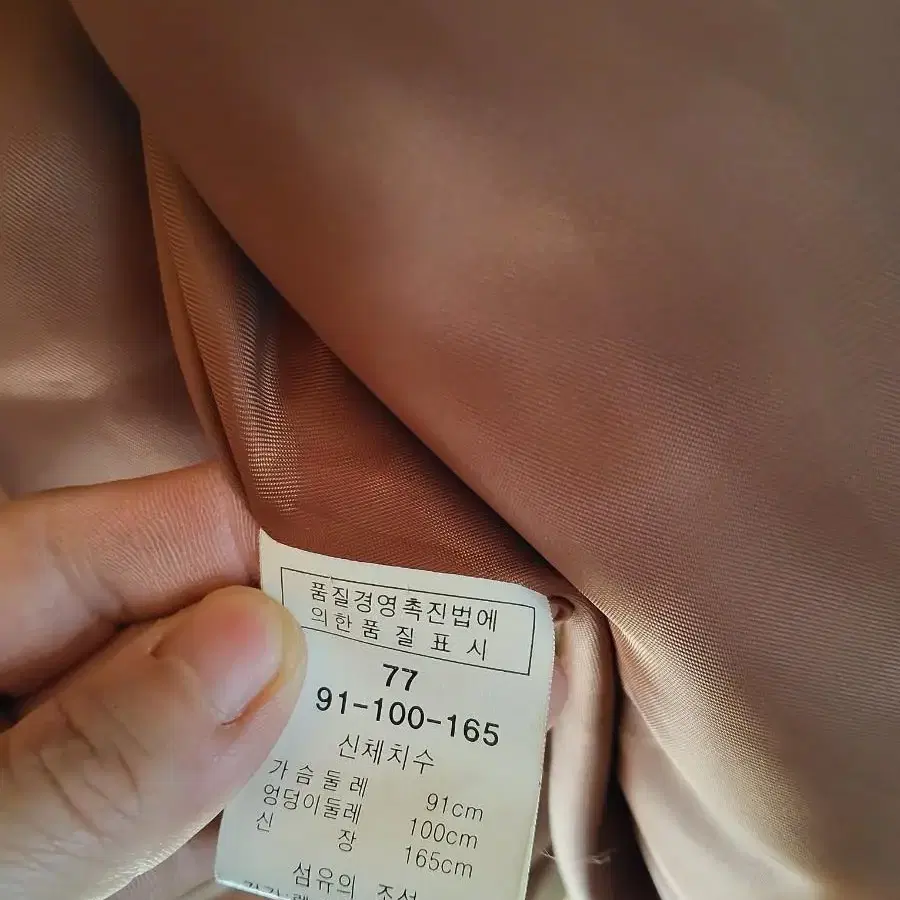 품질경영촉진법에
의한품질표시
77
91-100-165
신체치수
가슴둘레 91cm
엉덩이둘레 100cm
신장 165cm
섬유의 조성